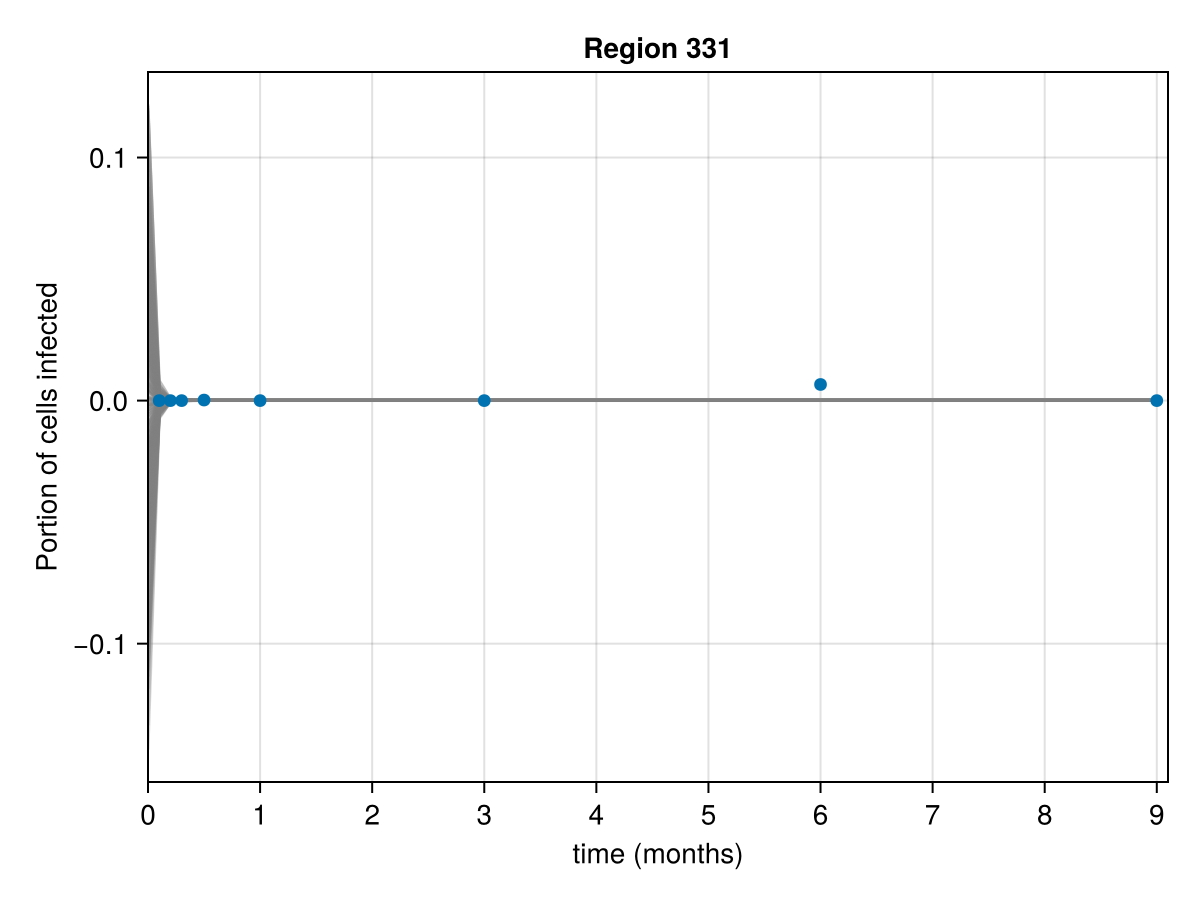 Region 331
Portion of cells infected
0.1
0.0
−0.1
0 1 2 3 4 5 6 7 8 9
time (months)